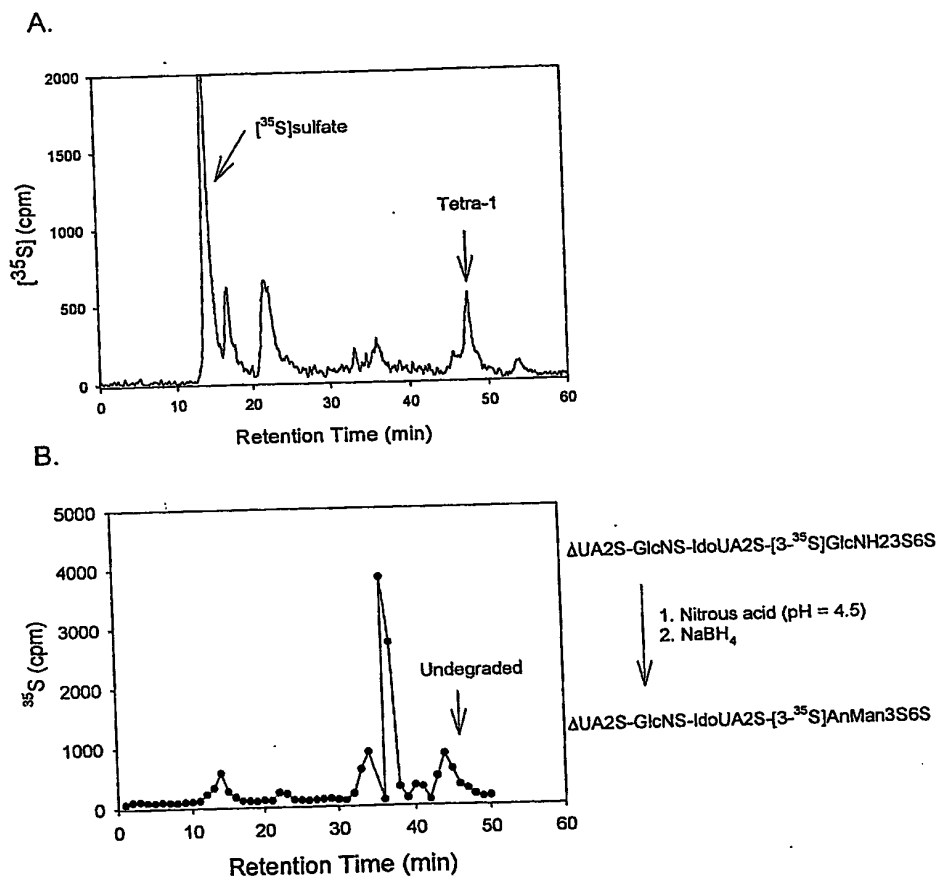 A.
2000
1500
1000
500
0
[³⁵S] (cpm)
[³⁵S]sulfate
Tetra-1
0 10 20 30 40 50 60
Retention Time (min)
B.
5000
4000
3000
2000
1000
0
³⁵S (cpm)
Undegraded
0 10 20 30 40 50 60
Retention Time (min)
ΔUA2S-GlcNS-IdoUA2S-[3-³⁵S]GlcNH23S6S
1. Nitrous acid (pH = 4.5)
2. NaBH₄
ΔUA2S-GlcNS-IdoUA2S-[3-³⁵S]AnMan3S6S